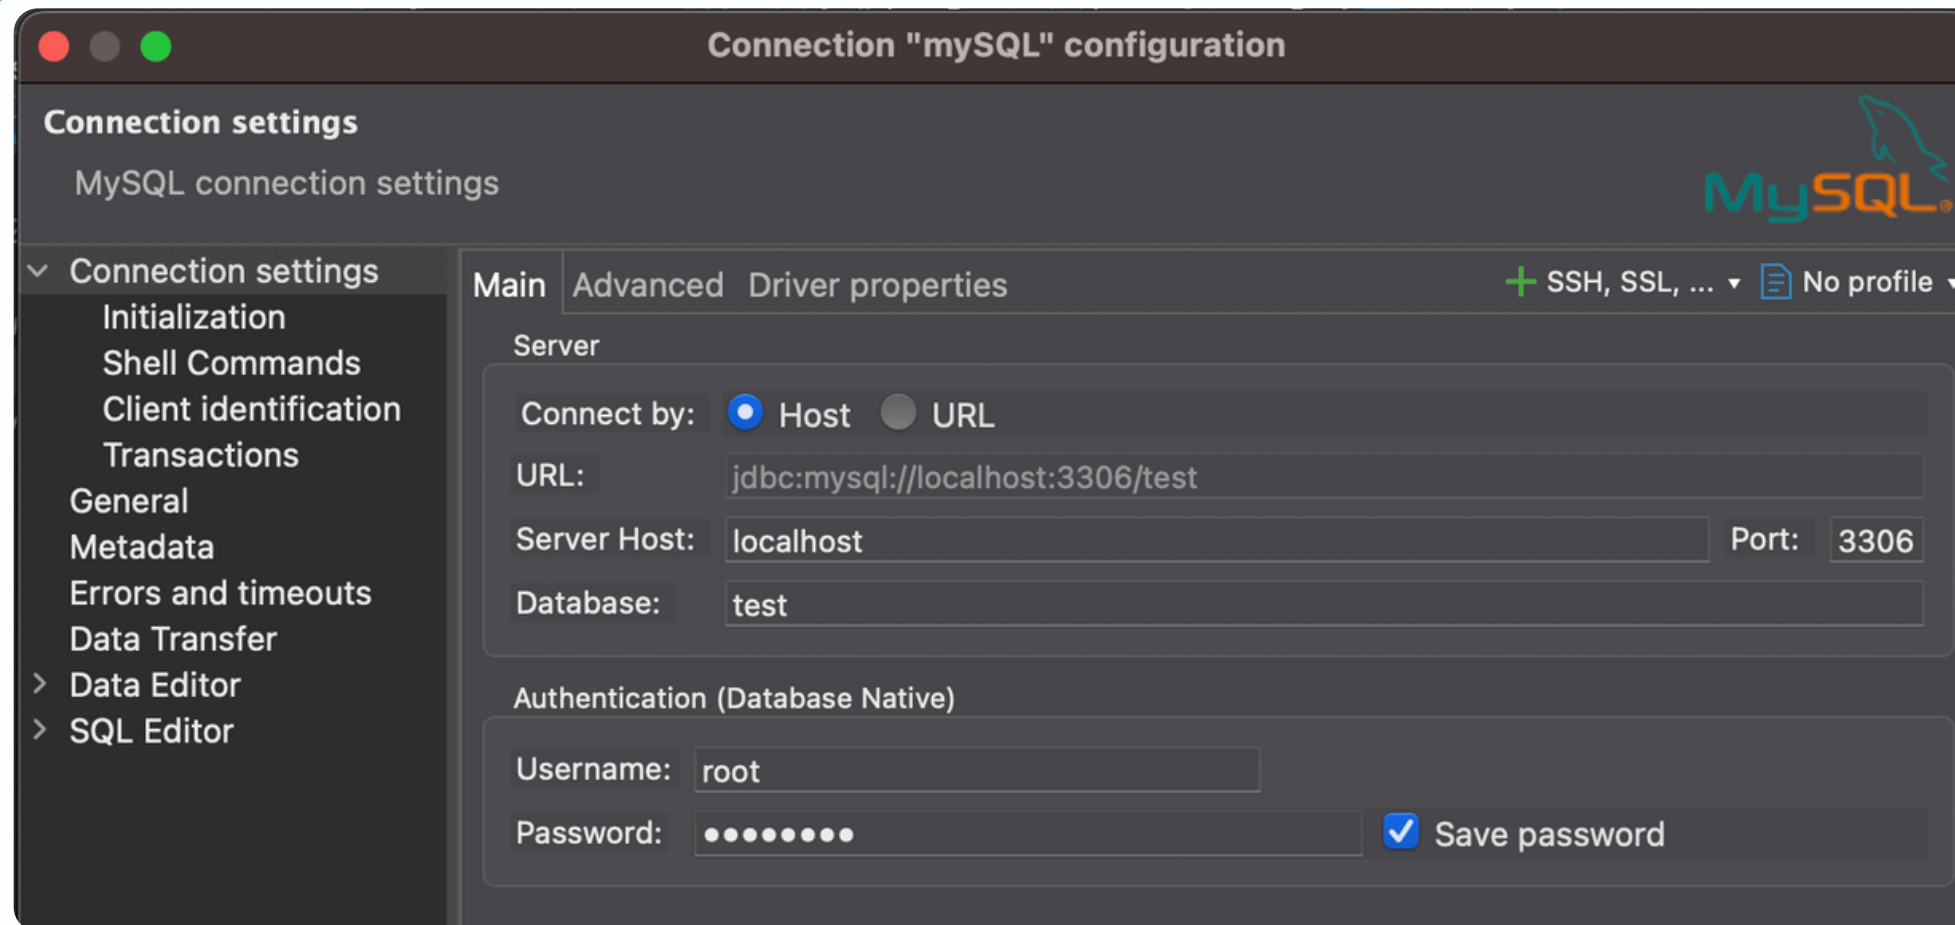 Connection "mySQL" configuration
Connection settings
MySQL connection settings
MySQL
Connection settings
Initialization
Shell Commands
Client identification
Transactions
General
Metadata
Errors and timeouts
Data Transfer
Data Editor
SQL Editor
Main Advanced Driver properties SSH, SSL, ... No profile
Server
Connect by: Host URL
URL: jdbc:mysql://localhost:3306/test
Server Host: localhost Port: 3306
Database: test
Authentication (Database Native)
Username: root
Password: •••••••• Save password